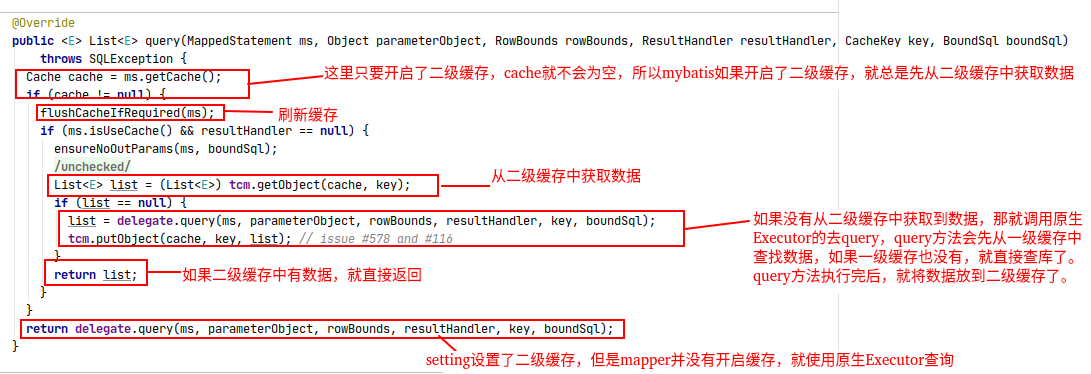 @Override
public <E> List<E> query(MappedStatement ms, Object parameterObject, RowBounds rowBounds, ResultHandler resultHandler, CacheKey key, BoundSql boundSql)
throws SQLException {
Cache cache = ms.getCache();
这里只要开启了二级缓存，cache就不会为空，所以mybatis如果开启了二级缓存，就总是先从二级缓存中获取数据
if (cache != null) {
flushCacheIfRequired(ms);
刷新缓存
if (ms.isUseCache() && resultHandler == null) {
ensureNoOutParams(ms, boundSql);
/unchecked/
List<E> list = (List<E>) tcm.getObject(cache, key);
从二级缓存中获取数据
if (list == null) {
list = delegate.query(ms, parameterObject, rowBounds, resultHandler, key, boundSql);
tcm.putObject(cache, key, list); // issue #578 and #116
如果没有从二级缓存中获取到数据，那就调用原生
Executor的去query，query方法会先从一级缓存中
查找数据，如果一级缓存也没有，就直接查库了。
query方法执行完后，就将数据放到二级缓存了。
}
return list;
如果二级缓存中有数据，就直接返回
}
}
return delegate.query(ms, parameterObject, rowBounds, resultHandler, key, boundSql);
}
setting设置了二级缓存，但是mapper并没有开启缓存，就使用原生Executor查询